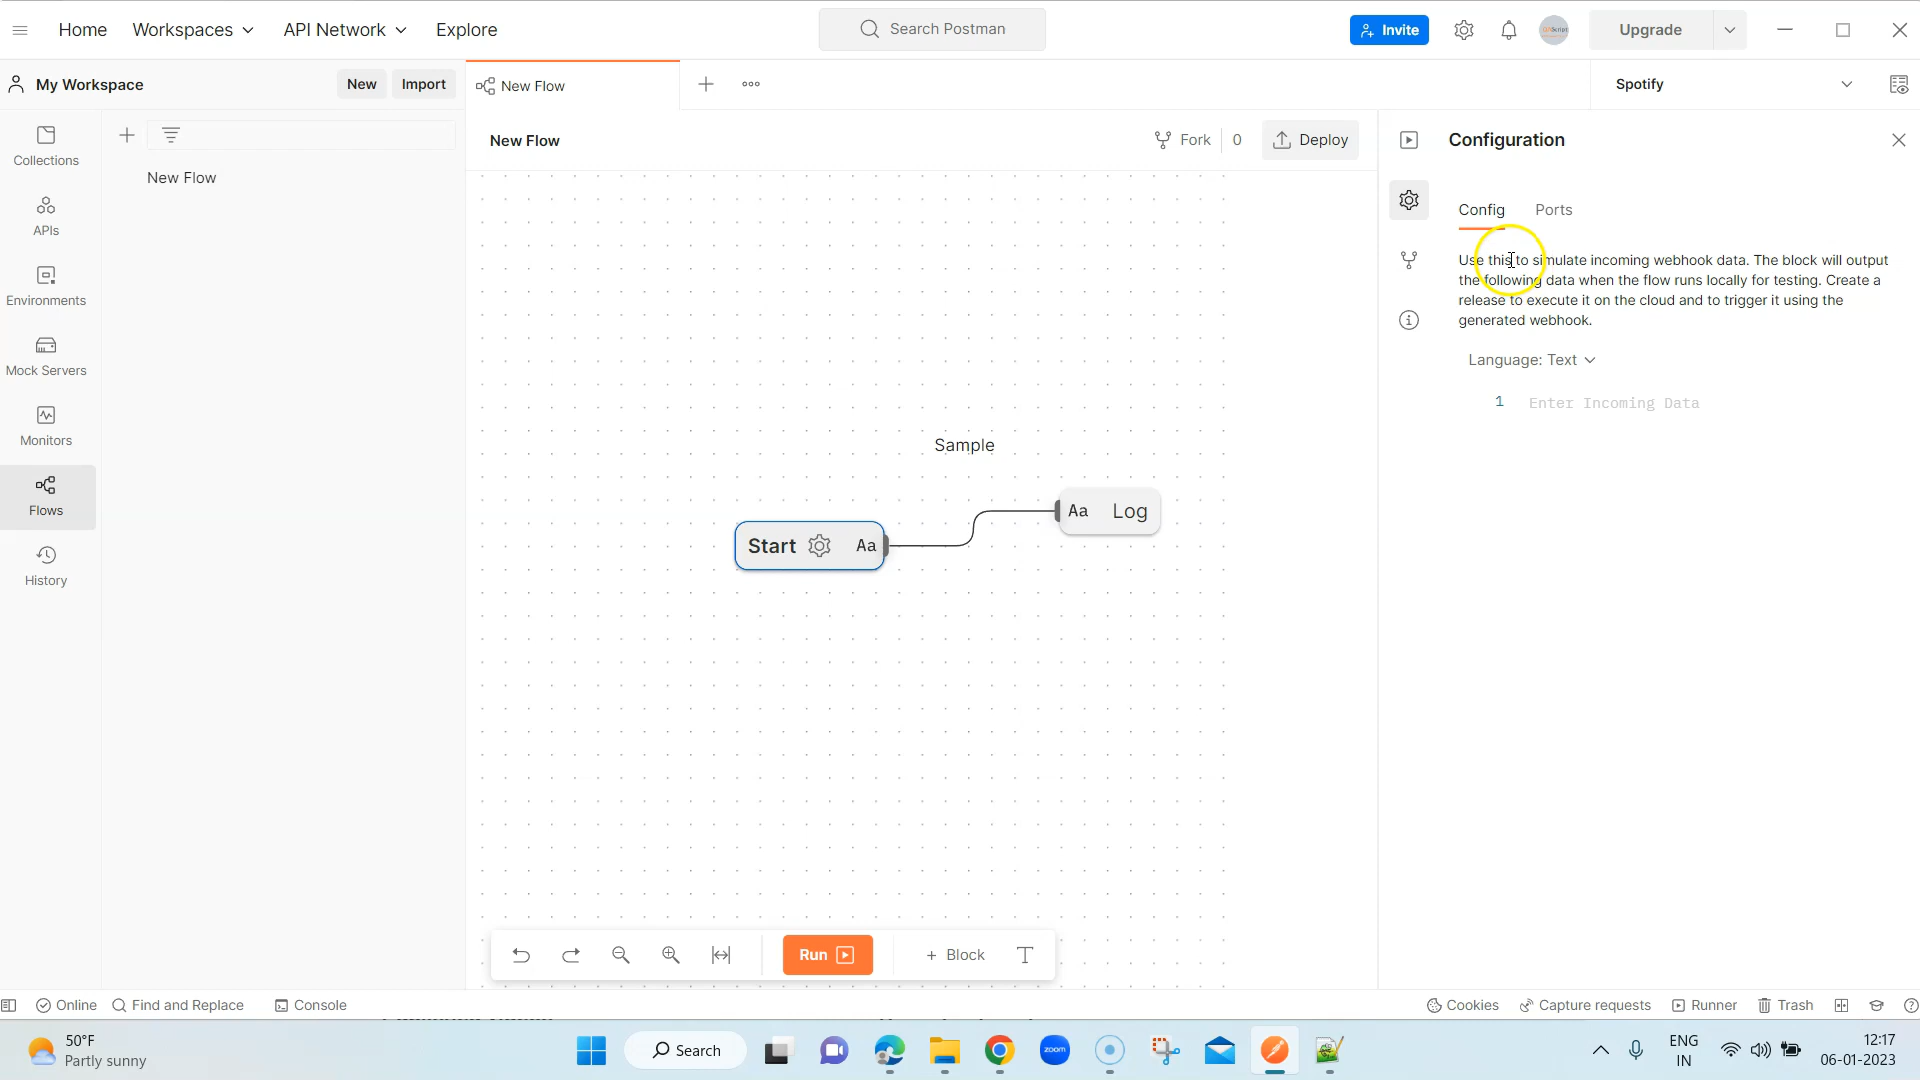 Home
Workspaces
API Network
Explore
Search Postman
Invite
Upgrade
My Workspace
New
Import
New Flow
Spotify
Collections
APIs
Environments
Mock Servers
Monitors
Flows
History
New Flow
New Flow
Fork
0
Deploy
Sample
Start
Aa
Aa
Log
Run
+ Block
T
Configuration
Config
Ports
Use this to simulate incoming webhook data. The block will output
the following data when the flow runs locally for testing. Create a
release to execute it on the cloud and to trigger it using the
generated webhook.
Language: Text
1
Enter Incoming Data
Online
Find and Replace
Console
Cookies
Capture requests
Runner
Trash
50°F
Partly sunny
Search
zoom
ENG
IN
12:17
06-01-2023